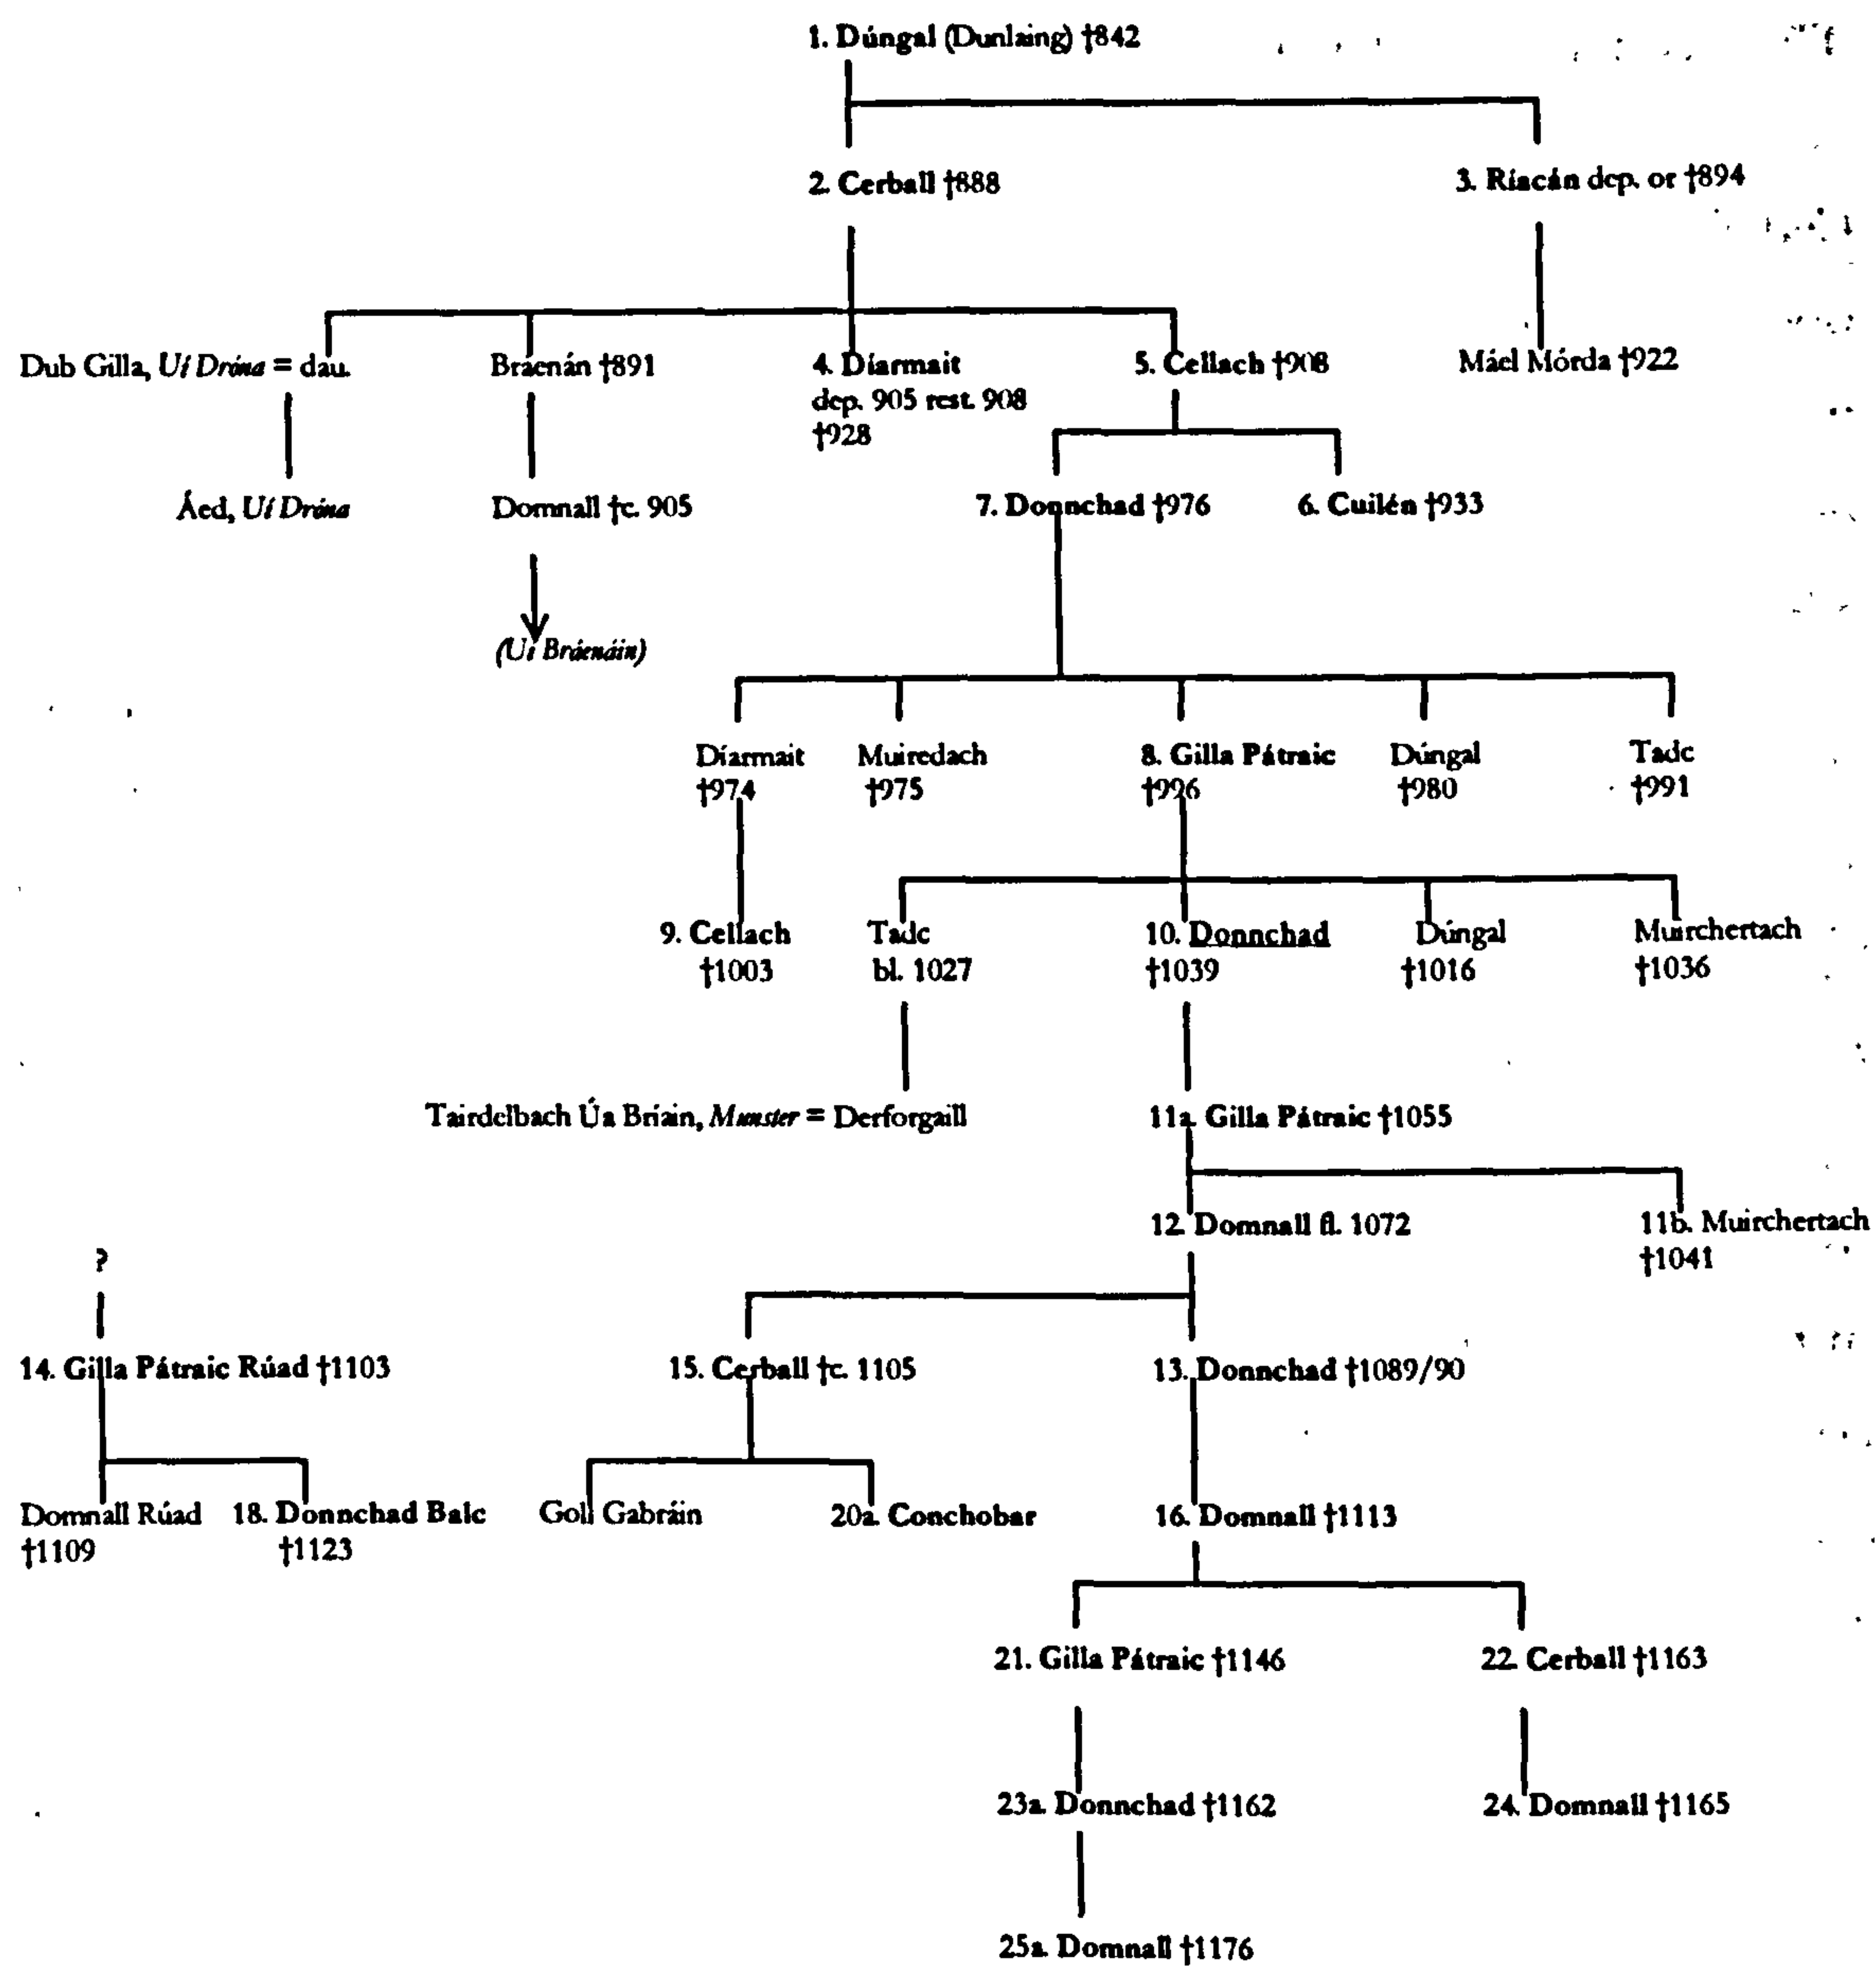 1. Dúngal (Dunlaing) †842
2. Cerball †888
3. Ríacán dep. or †894
Dub Gilla, Uí Dróna = dau.
Bráenán †891
4. Díarmait
dep. 905 rest. 908
†928
5. Cellach †908
Máel Mórda †922
Áed, Uí Dróna
Domnall †c. 905
7. Donnchad †976
6. Cuilén †933
(Uí Bráenáin)
Díarmait
†974
Muiredach
†975
8. Gilla Pátraic
†996
Dúngal
†980
Tadc
†991
9. Cellach
†1003
Tadc
bl. 1027
10. Donnchad
†1039
Dúngal
†1016
Muirchertach
†1036
Tairdelbach Úa Briain, Munster = Derforgaill
11a. Gilla Pátraic †1055
12. Domnall fl. 1072
11b. Muirchertach
†1041
?
14. Gilla Pátraic Rúad †1103
15. Cerball †c. 1105
13. Donnchad †1089/90
Domnall Rúad
†1109
18. Donnchad Balc
†1123
Goll Gabráin
20a. Conchobar
16. Domnall †1113
21. Gilla Pátraic †1146
22. Cerball †1163
23a. Donnchad †1162
24. Domnall †1165
25a. Domnall †1176